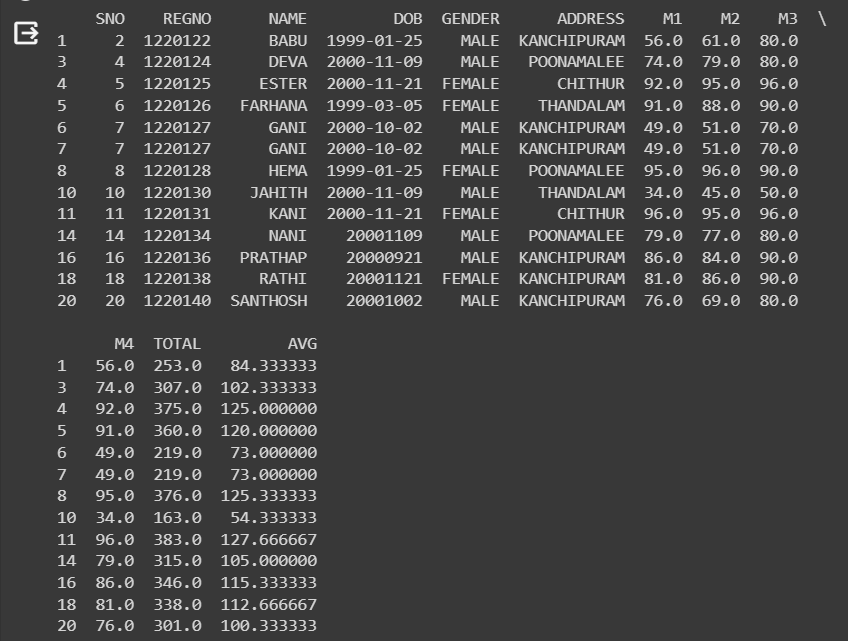 SNO REGNO NAME DOB GENDER ADDRESS M1 M2 M3 \
1 2 1220122 BABU 1999-01-25 MALE KANCHIPURAM 56.0 61.0 80.0
3 4 1220124 DEVA 2000-11-09 MALE POONAMALEE 74.0 79.0 80.0
4 5 1220125 ESTER 2000-11-21 FEMALE CHITHUR 92.0 95.0 96.0
5 6 1220126 FARHANA 1999-03-05 FEMALE THANDALAM 91.0 88.0 90.0
6 7 1220127 GANI 2000-10-02 MALE KANCHIPURAM 49.0 51.0 70.0
7 7 1220127 GANI 2000-10-02 MALE KANCHIPURAM 49.0 51.0 70.0
8 8 1220128 HEMA 1999-01-25 FEMALE POONAMALEE 95.0 96.0 90.0
10 10 1220130 JAHITH 2000-11-09 MALE THANDALAM 34.0 45.0 50.0
11 11 1220131 KANI 2000-11-21 FEMALE CHITHUR 96.0 95.0 96.0
14 14 1220134 NANI 20001109 MALE POONAMALEE 79.0 77.0 80.0
16 16 1220136 PRATHAP 20000921 MALE KANCHIPURAM 86.0 84.0 90.0
18 18 1220138 RATHI 20001121 FEMALE KANCHIPURAM 81.0 86.0 90.0
20 20 1220140 SANTHOSH 20001002 MALE KANCHIPURAM 76.0 69.0 80.0
M4 TOTAL AVG
1 56.0 253.0 84.333333
3 74.0 307.0 102.333333
4 92.0 375.0 125.000000
5 91.0 360.0 120.000000
6 49.0 219.0 73.000000
7 49.0 219.0 73.000000
8 95.0 376.0 125.333333
10 34.0 163.0 54.333333
11 96.0 383.0 127.666667
14 79.0 315.0 105.000000
16 86.0 346.0 115.333333
18 81.0 338.0 112.666667
20 76.0 301.0 100.333333